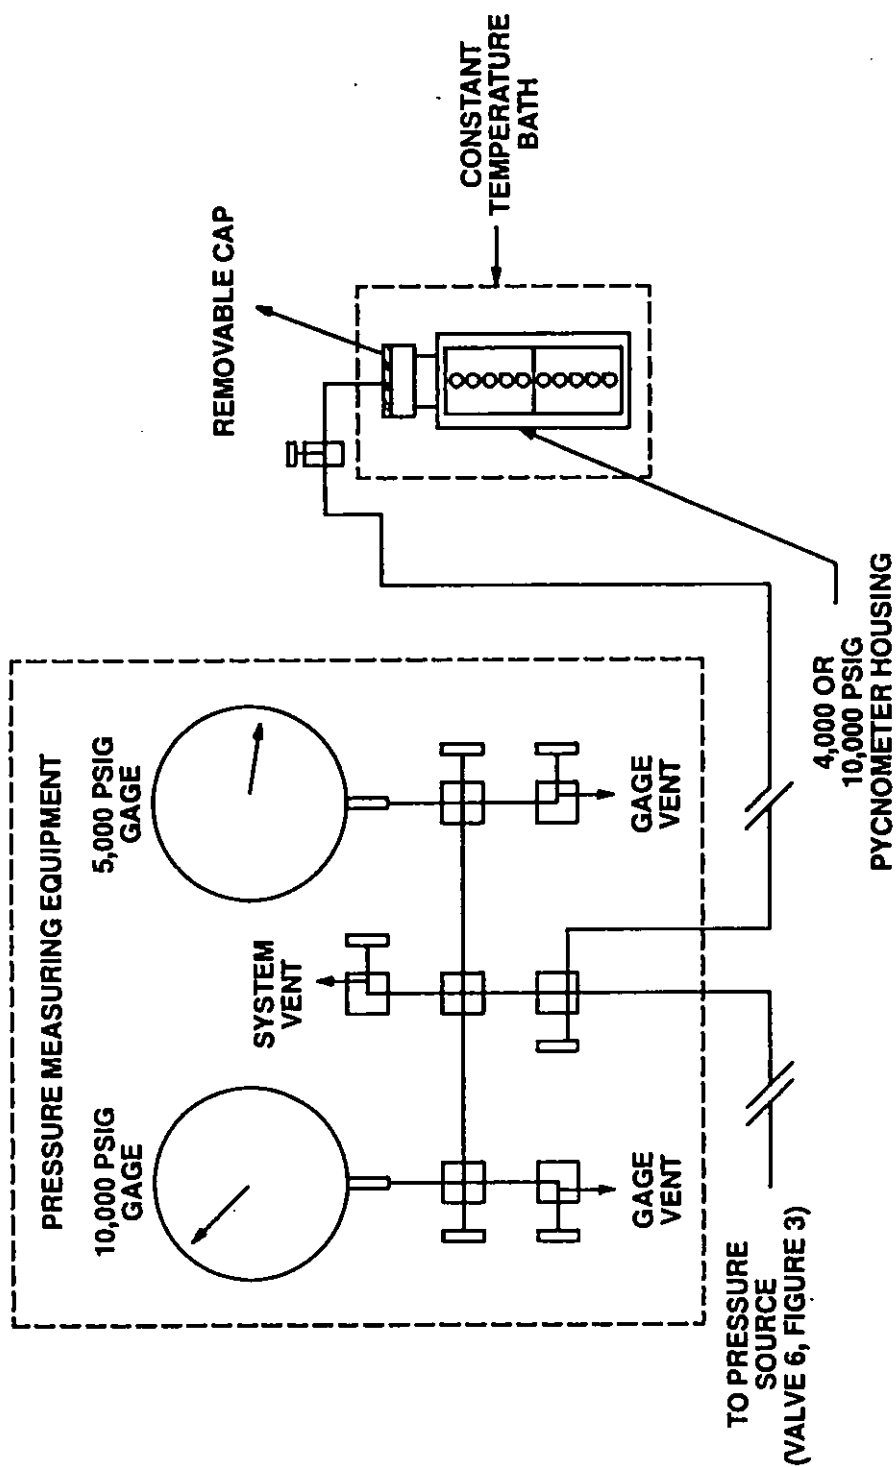 PRESSURE MEASURING EQUIPMENT
10,000 PSIG
GAGE
5,000 PSIG
GAGE
SYSTEM
VENT
GAGE
VENT
GAGE
VENT
TO PRESSURE
SOURCE
(VALVE 6, FIGURE 3)
REMOVABLE CAP
CONSTANT
TEMPERATURE
BATH
4,000 OR
10,000 PSIG
PYCNOMETER HOUSING